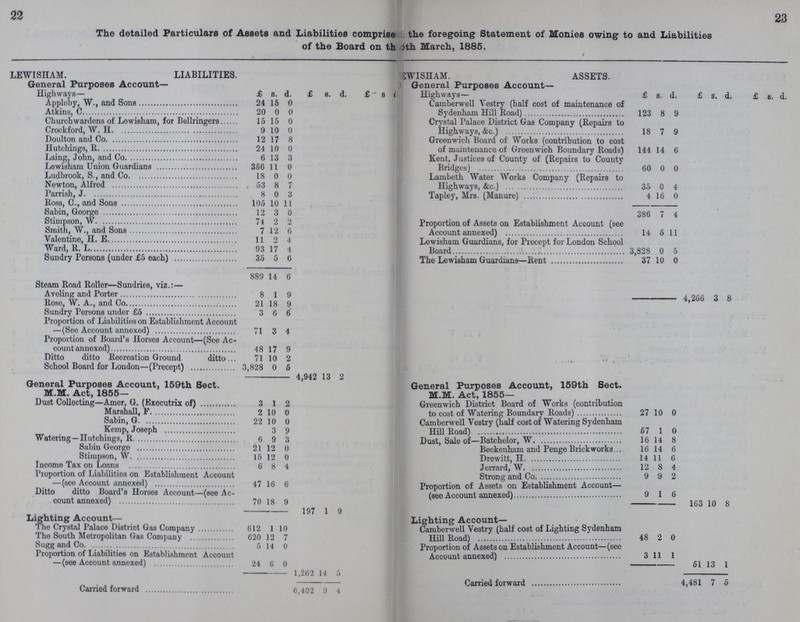 22
23
The detailed Particulars of Assets and Liabilities comprise the foregoing Statement of Monies owing to and Liabilities
of the Board on th th March, 1885.
LEWISHAM. LIABILITIES.
General Purposes Account—
Highways— £ s. d. £ s. d. £ s
Appleby, W., and Sons 24 15 0
Atkins, C. 20 0 0
Churchwardens of Lewisham, for Bellringers 15 15 0
Crockford, W. H. 9 10 0
Doulton and Co. 12 17 8
Hutchings, R. 24 10 0
Laing, John, and Co. 6 13 3
Lewisham Union Guardians 356 11 0
Ludbrook, S., and Co. 18 0 0
Newton, Alfred 53 8 7
Parrish, J. 8 0 3
Ross, C., and Sons 105 10 11
Sabin, George 12 3 0
Stimpson, W. 74 2 2
Smith, W., and Sons 7 12 6
Valentine, H. E. 11 2 4
Ward, R. L. 93 17 4
Sundry Persons (under £5 each) 35 5 6
889 14 6
Steam Road Roller—Sundries, viz.:—
Aveling and Porter 8 1 9
Rose, W. A., and Co. 21 18 9
Sundry Persons under £5 3 6 6
Proportion of Liabilities on Establishment Account
—(See Account annexed) 71 3 4
Proportion of Board's Horses Account—(See Ac-
count annexed) 48 17 9
Ditto ditto Recreation Ground ditto 71 10 2
School Board for London—(Precept) 3,828 0 5
4,942 13 2
General Purposes Account, 159th Sect.
M.M. Act, 1855—
Dust Collecting—Amer, G. (Executrix of) 3 1 2
Marshall, F. 2 10 0
Sabin, G. 22 10 0
Kemp, Joseph 3 9
Watering—Hutchings, R. 6 9 3
Sabin George 21 12 0
Stimpson, W. 15 12 0
Income Tax on Loans 6 8 4
Proportion of Liabilities on Establishment Account
—(see Account annexed) 47 16 6
Ditto ditto Board's Horses Account—(see Ac-
count annexed) 70 18 9
197 1 9
Lighting Account—
The Crystal Palace District Gas Company 612 1 10
The South Metropolitan Gas Company 620 12 7
Sugg and Co. 5 14 0
Proportion of Liabilities on Establishment Account
—(see Account annexed) 24 6 0
1,262 14 5
Carried forward 6,402 9 4
WISHAM. ASSETS.
General Purposes Account—
Highways— £ s. d. £ s. d. £ s. d.
Camberwell Vestry (half cost of maintenance of
Sydenham Hill Road) 123 8 9
Crystal Palace District Gas Company (Repairs to
Highways, &c.) 18 7 9
Greenwich Board of Works (contribution to cost
of maintenance of Greenwich Boundary Roads) 144 14 6
Kent, Justices of County of (Repairs to County
Bridges) 60 0 0
Lambeth Water Works Company (Repairs to
Highways, &c.) 35 0 4
Tapley, Mrs. (Manure) 4 16 0
386 7 4
Proportion of Assets on Establishment Account (see
Account annexed) 14 5 11
Lewisham Guardians, for Precept for London School
Board 3,828 0 5
The Lewisham Guardians—Rent 37 10 0
4,266 3 8
General Purposes Account, 159th Sect.
M.M. Act, 1855—
Greenwich District Board of Works (contribution
to cost of Watering Boundary Roads) 27 10 0
Camberwell Vestry (half cost of Watering Sydenham
Hill Road) 57 1 0
Dust, Sale of—Batchelor, W. 16 14 8
Beckenham and Penge Brickworks 16 14 6
Drewitt, H. 14 11 6
Jerrard, W. 12 8 4
Strong and Co. 9 9 2
Proportion of Assets on Establishment Account—
(see Account annexed) 9 1 6
163 10 8
Lighting Account—
Camberwell Vestry (half cost of Lighting Sydenham
Hill Road) 48 2 0
Proportion of Assets on Establishment Account—(see
Account annexed) 3 11 1
51 13 1
Carried forward 4,481 7 5